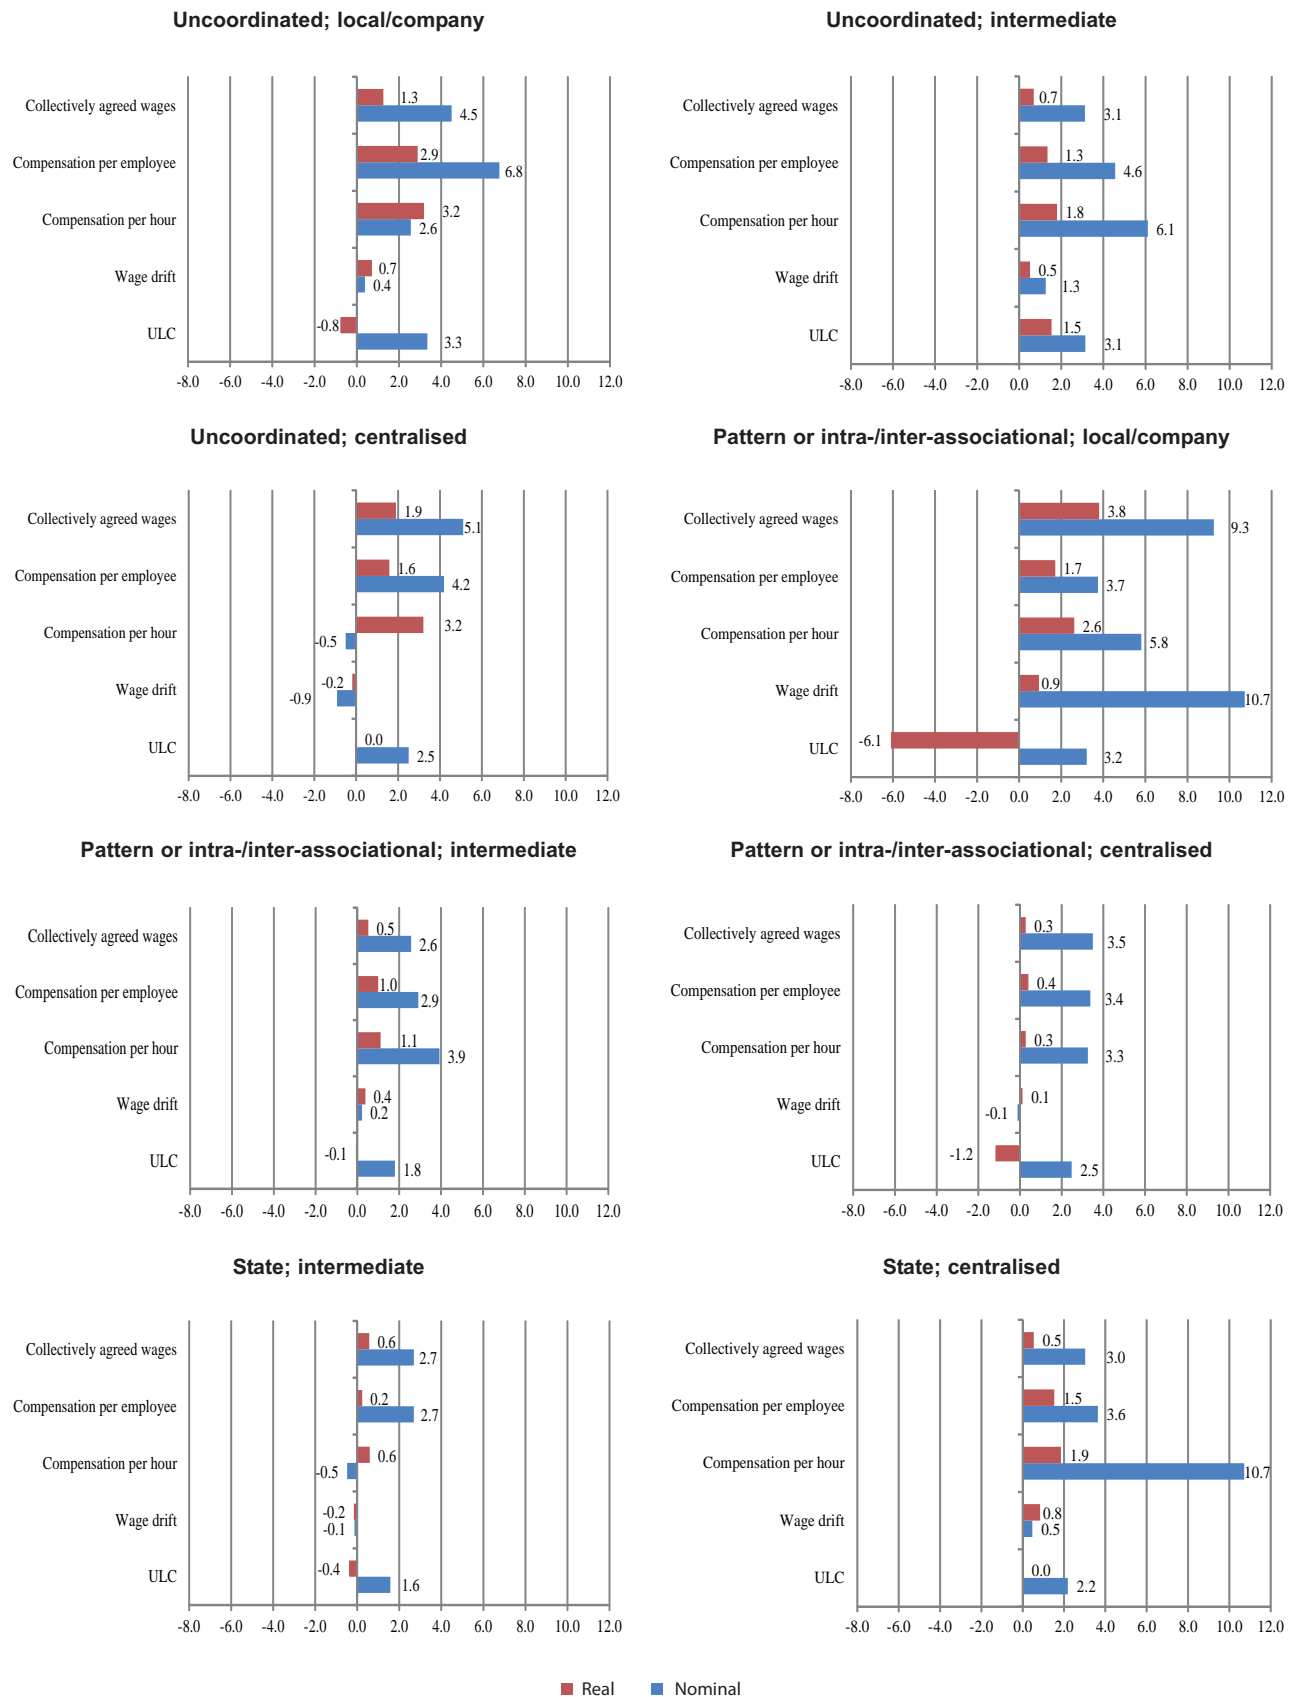 Uncoordinated; local/company
Collectively agreed wages
1.3
4.5
Compensation per employee
2.9
6.8
Compensation per hour
3.2
2.6
Wage drift
0.7
0.4
ULC
-0.8
3.3
-8.0 -6.0 -4.0 -2.0 0.0 2.0 4.0 6.0 8.0 10.0 12.0
Uncoordinated; intermediate
Collectively agreed wages
0.7
3.1
Compensation per employee
1.3
4.6
Compensation per hour
1.8
6.1
Wage drift
0.5
1.3
ULC
1.5
3.1
-8.0 -6.0 -4.0 -2.0 0.0 2.0 4.0 6.0 8.0 10.0 12.0
Uncoordinated; centralised
Collectively agreed wages
1.9
5.1
Compensation per employee
1.6
4.2
Compensation per hour
3.2
-0.5
Wage drift
-0.2
-0.9
ULC
0.0
2.5
-8.0 -6.0 -4.0 -2.0 0.0 2.0 4.0 6.0 8.0 10.0 12.0
Pattern or intra-/inter-associational; local/company
Collectively agreed wages
3.8
9.3
Compensation per employee
1.7
3.7
Compensation per hour
2.6
5.8
Wage drift
0.9
10.7
ULC
-6.1
3.2
-8.0 -6.0 -4.0 -2.0 0.0 2.0 4.0 6.0 8.0 10.0 12.0
Pattern or intra-/inter-associational; intermediate
Collectively agreed wages
0.5
2.6
Compensation per employee
1.0
2.9
Compensation per hour
1.1
3.9
Wage drift
0.4
0.2
ULC
-0.1
1.8
-8.0 -6.0 -4.0 -2.0 0.0 2.0 4.0 6.0 8.0 10.0 12.0
Pattern or intra-/inter-associational; centralised
Collectively agreed wages
0.3
3.5
Compensation per employee
0.4
3.4
Compensation per hour
0.3
3.3
Wage drift
0.1
-0.1
ULC
-1.2
2.5
-8.0 -6.0 -4.0 -2.0 0.0 2.0 4.0 6.0 8.0 10.0 12.0
State; intermediate
Collectively agreed wages
0.6
2.7
Compensation per employee
0.2
2.7
Compensation per hour
0.6
-0.5
Wage drift
-0.2
-0.1
ULC
-0.4
1.6
-8.0 -6.0 -4.0 -2.0 0.0 2.0 4.0 6.0 8.0 10.0 12.0
State; centralised
Collectively agreed wages
0.5
3.0
Compensation per employee
1.5
3.6
Compensation per hour
1.9
10.7
Wage drift
0.8
0.5
ULC
0.0
2.2
-8.0 -6.0 -4.0 -2.0 0.0 2.0 4.0 6.0 8.0 10.0 12.0
Real Nominal